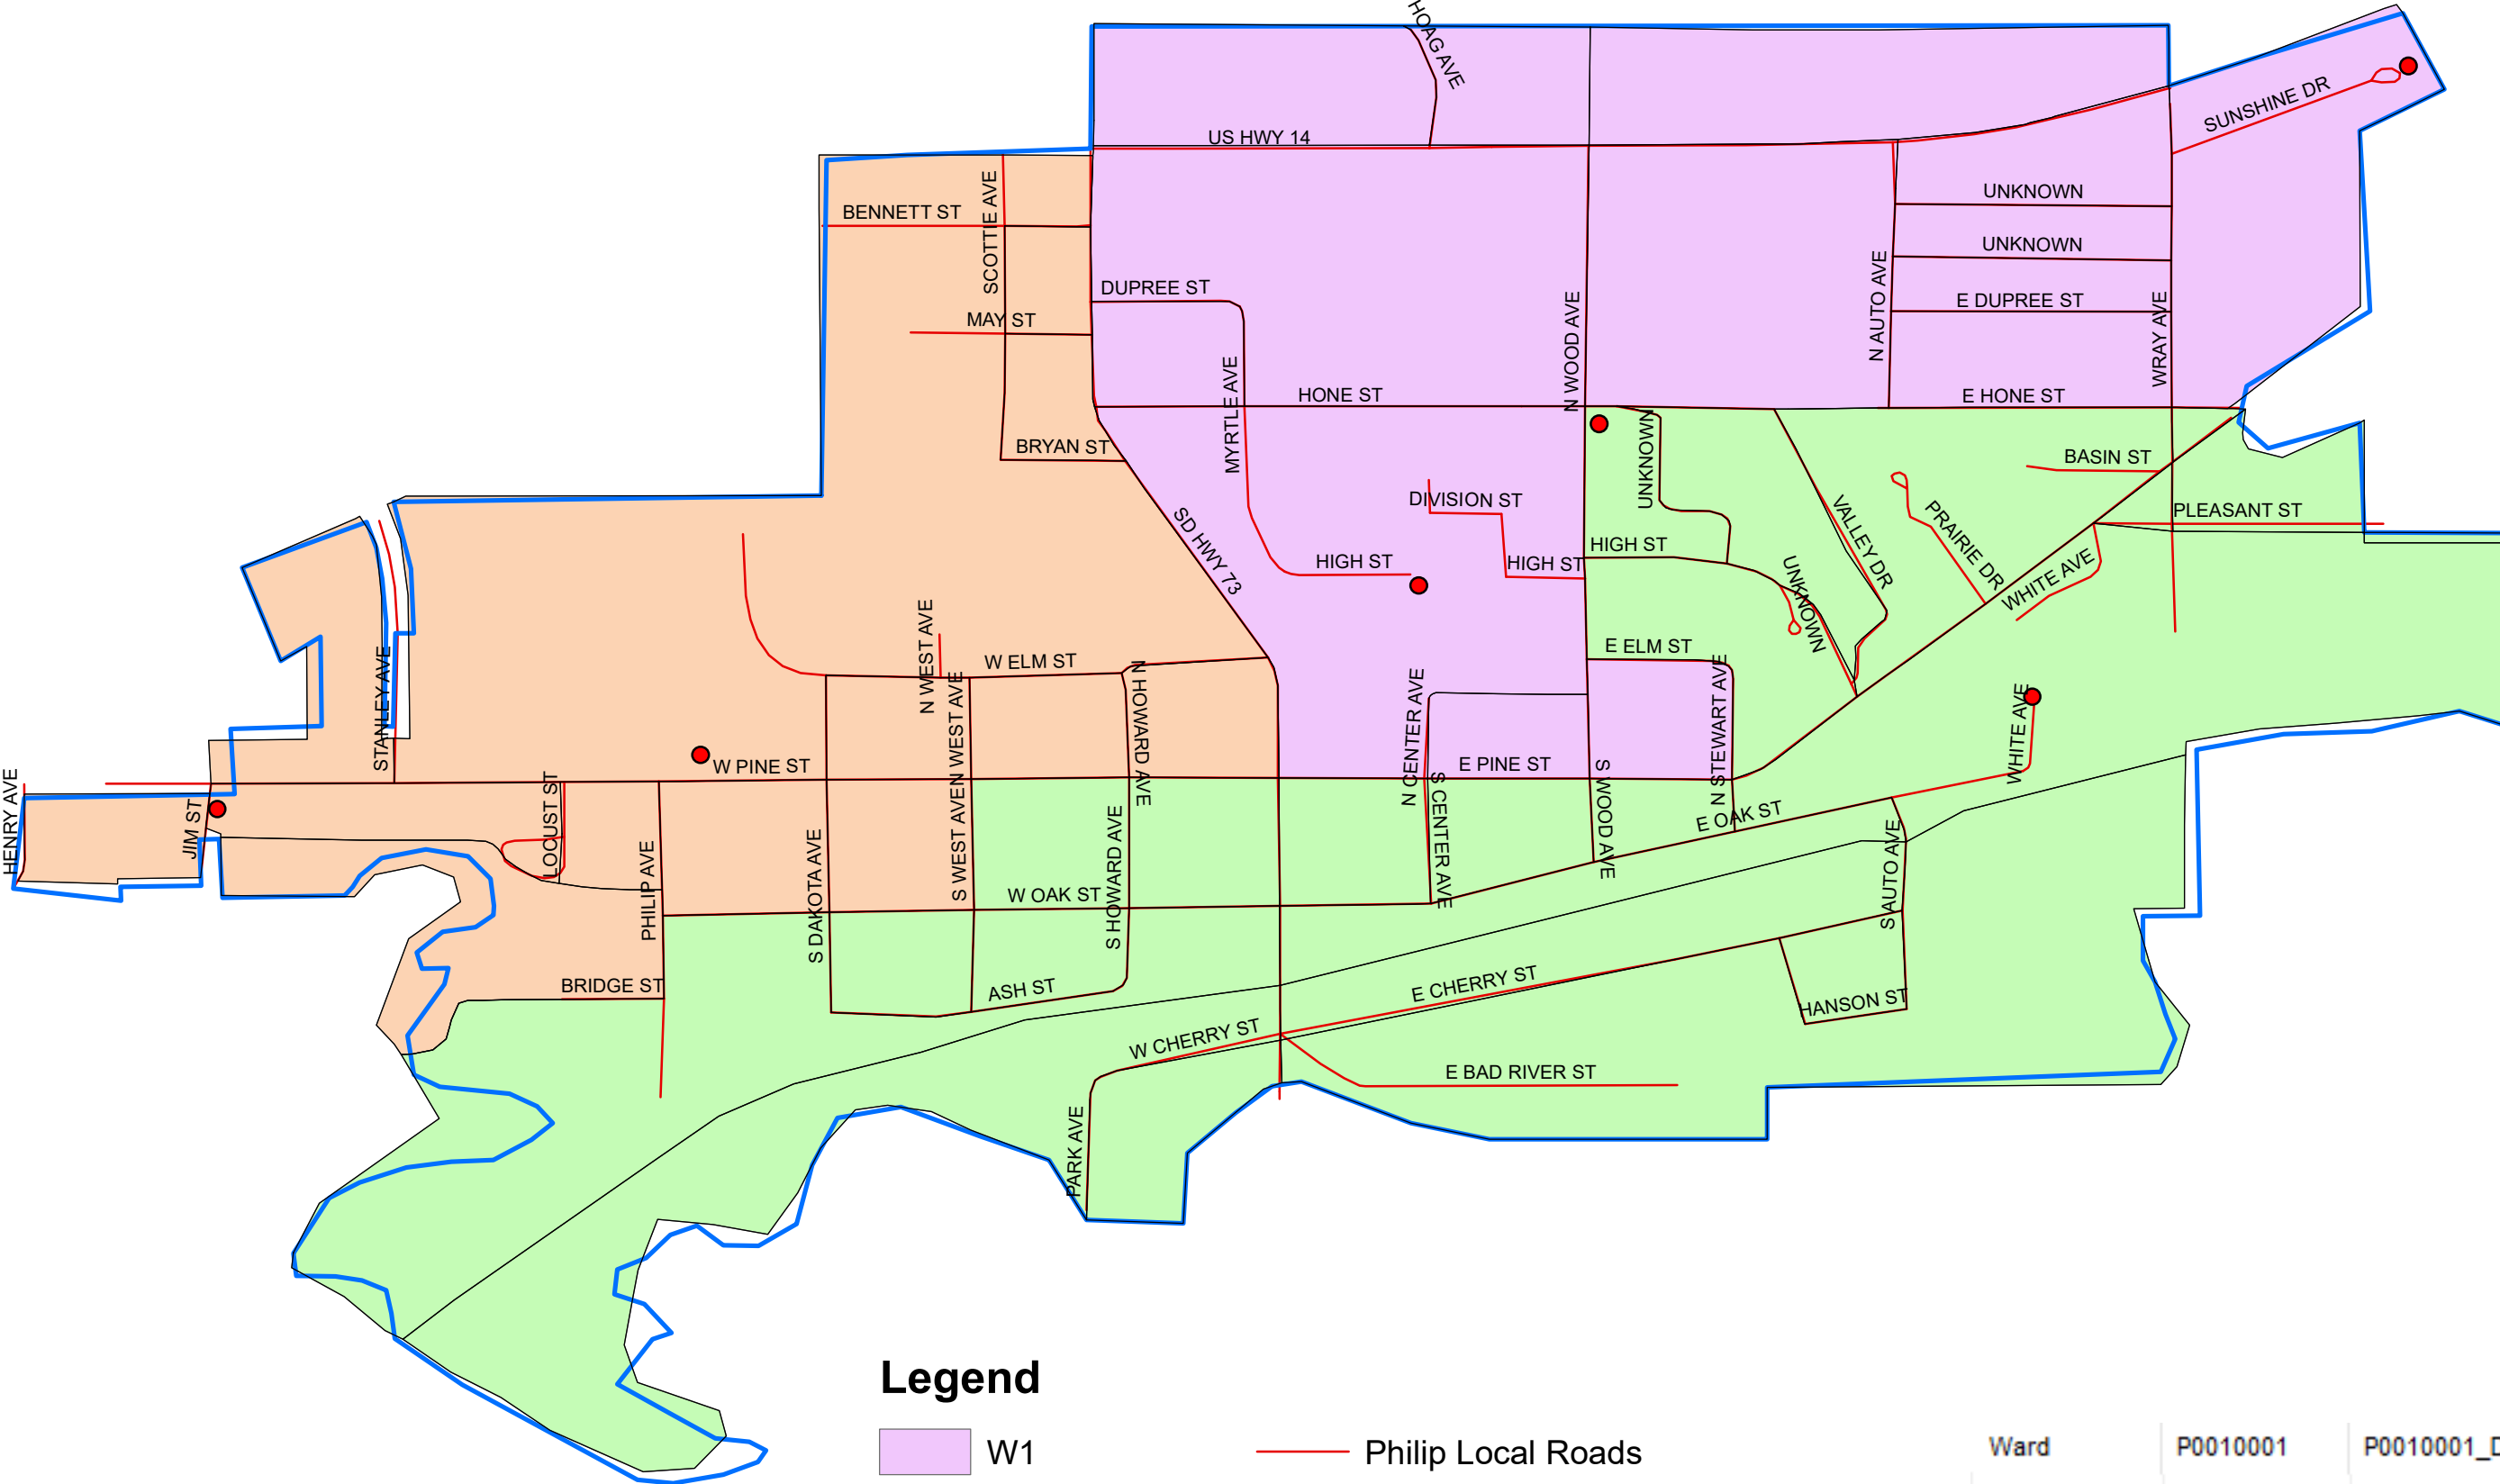 HOAG AVE
SUNSHINE DR
US HWY 14
SCOTTIE AVE
UNKNOWN
BENNETT ST
UNKNOWN
DUPREE ST
N AUTO AVE
E DUPREE ST
MAY ST
N WOOD AVE
WRAY AVE
MYRTLE AVE
HONE ST
E HONE ST
BRYAN ST
UNKNOWN
BASIN ST
DIVISION ST
VALLEY DR
PRAIRIE DR
PLEASANT ST
SD HWY 73
HIGH ST
HIGH ST
HIGH ST
UNKNOWN
WHITE AVE
N WEST AVE
W ELM ST
E ELM ST
STANLEY AVE
N HOWARD AVE
N CENTER AVE
N STEWART AVE
WHITE AVE
N WEST AVE
W PINE ST
E PINE ST
HENRY AVE
JIM ST
LOCUST ST
S CENTER AVE
S WOOD AVE
E OAK ST
PHILIP AVE
S DAKOTA AVE
S WEST AVE
S HOWARD AVE
W OAK ST
S AUTO AVE
BRIDGE ST
ASH ST
E CHERRY ST
HANSON ST
W CHERRY ST
E BAD RIVER ST
PARK AVE
Legend
W1
Philip Local Roads
Ward P0010001 P0010001_D